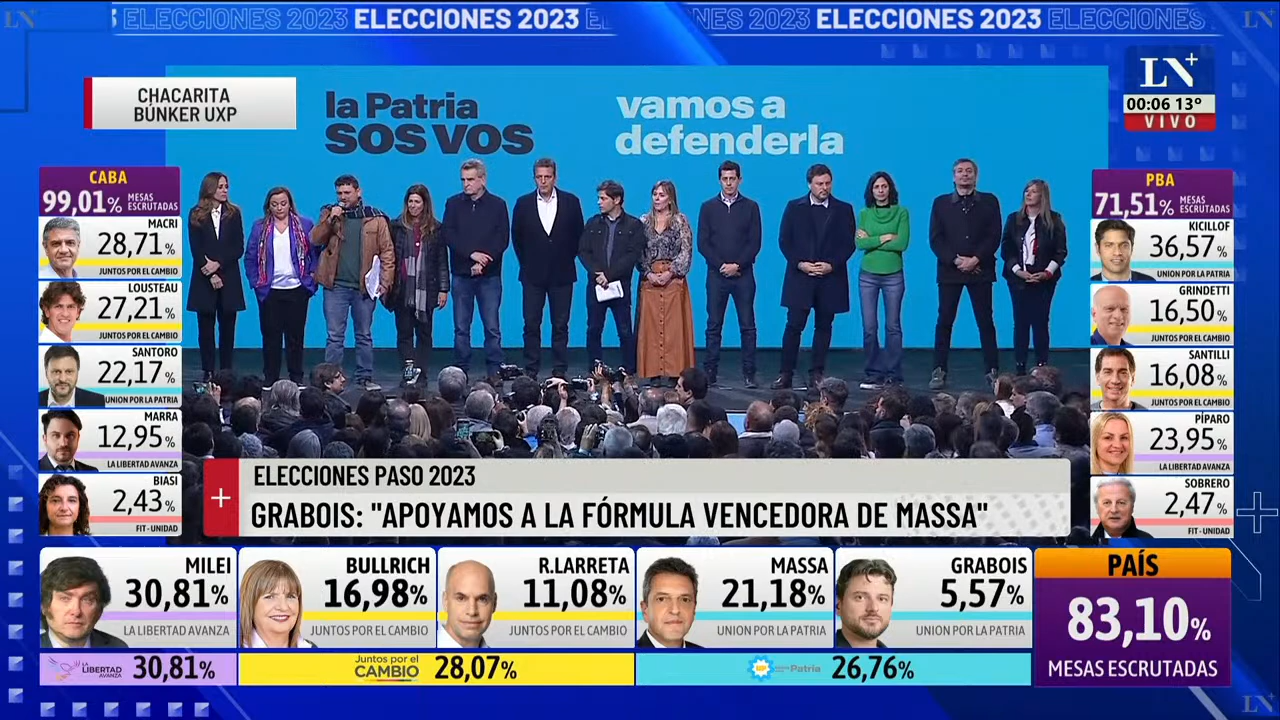 LN+
S ELECCIONES 2023 ELECCIONES 2023 ELECCIONES 2023 ELECCIONES 2023 ELECCIONES
LN+
CHACARITA
BÚNKER UXP
la Patria
SOS VOS
vamos a
defenderla
LN+
00:06 13°
VIVO
CABA
99,01% MESAS ESCRUTADAS
MACRI
28,71%
JUNTOS POR EL CAMBIO
LOUSTEAU
27,21%
JUNTOS POR EL CAMBIO
SANTORO
22,17%
UNION POR LA PATRIA
MARRA
12,95%
LA LIBERTAD AVANZA
BIASI
2,43%
FIT - UNIDAD
PBA
71,51% MESAS ESCRUTADAS
KICILLOF
36,57%
UNION POR LA PATRIA
GRINDETTI
16,50%
JUNTOS POR EL CAMBIO
SANTILLI
16,08%
JUNTOS POR EL CAMBIO
PÍPARO
23,95%
LA LIBERTAD AVANZA
SOBRERO
2,47%
FIT - UNIDAD
+
ELECCIONES PASO 2023
GRABOIS: "APOYAMOS A LA FÓRMULA VENCEDORA DE MASSA"
MILEI
30,81%
LA LIBERTAD AVANZA
BULLRICH
16,98%
JUNTOS POR EL CAMBIO
R.LARRETA
11,08%
JUNTOS POR EL CAMBIO
MASSA
21,18%
UNION POR LA PATRIA
GRABOIS
5,57%
UNION POR LA PATRIA
PAÍS
83,10%
MESAS ESCRUTADAS
LA LIBERTAD AVANZA 30,81%
Juntos por el CAMBIO 28,07%
Patria 26,76%
LN+